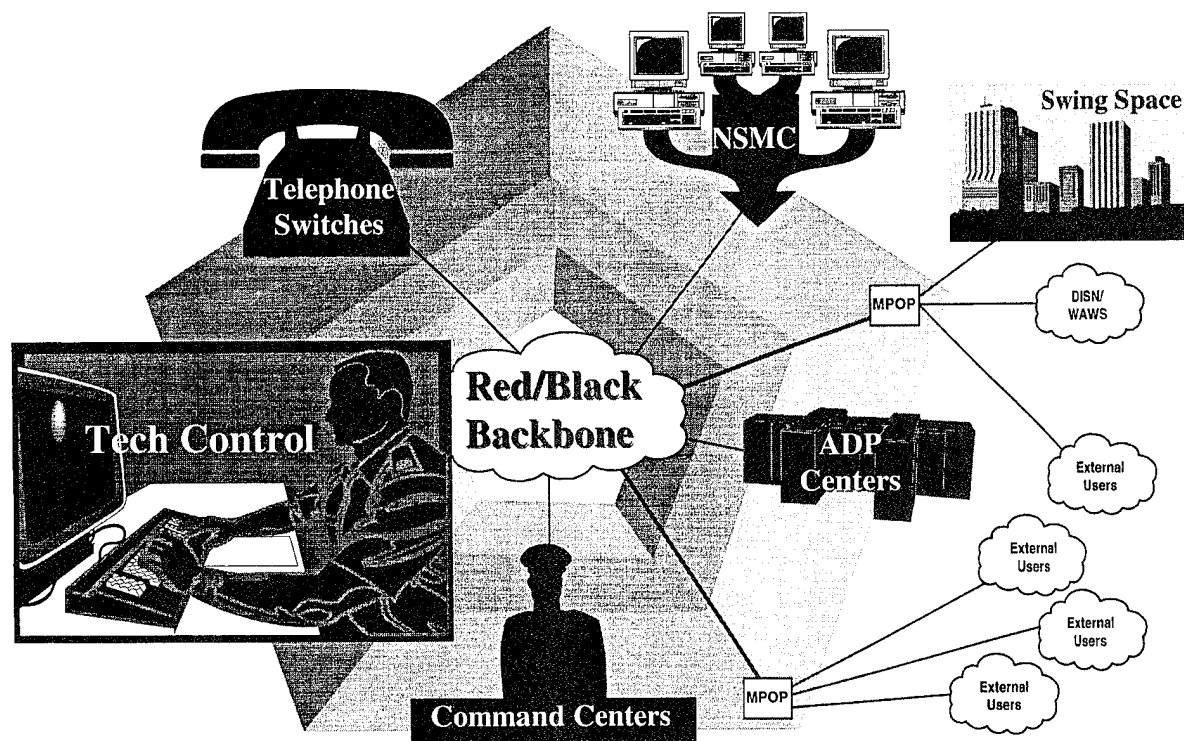 NSMC
Swing Space
Telephone
Switches
MPOP
DISN/
WAWS
Red/Black
Backbone
Tech Control
ADP
Centers
External
Users
External
Users
External
Users
External
Users
MPOP
Command Centers